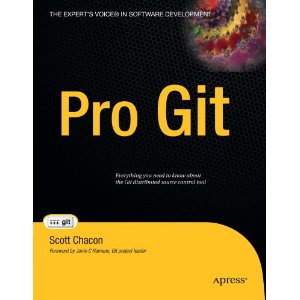 THE EXPERT'S VOICE® IN SOFTWARE DEVELOPMENT
Pro Git
Everything you need to know about
the Git distributed source control tool
git
Scott Chacon
Foreword by Junio C Hamano, Git project leader
Apress®